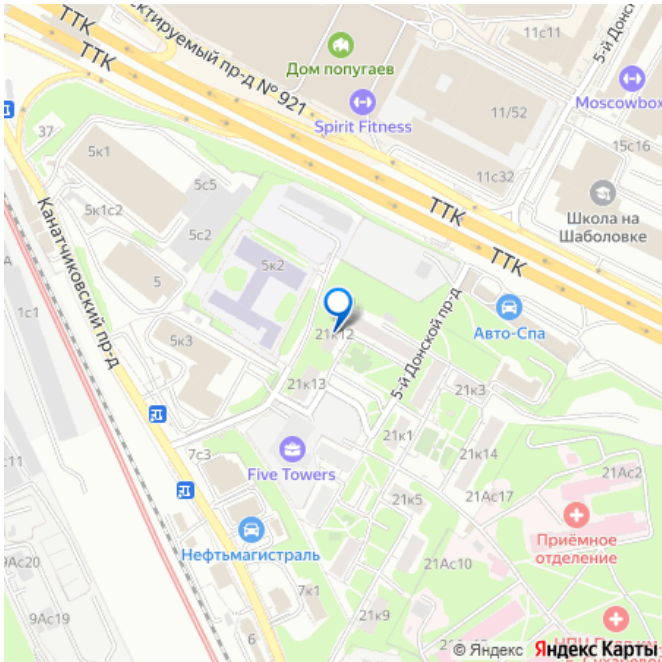 ТТК
ектируемый пр-д № 921
11с11
5-й Донс
Дом попугаев
Spirit Fitness
Moscowbox
11/52
37
5к1
15с16
5с5
11с32
ТТК
Школа на
Шаболовке
5к1с2
5с2
ТТК
Канатчиковский пр-д
5к2
5
1с1
21к12
5-й Донской пр-д
Авто-Спа
5к3
21к13
21к3
21к1
7с3
21к14
с11
Five Towers
21Ас2
21к5
21Ас17
Приёмное
отделение
Нефтьмагистраль
9Ас20
21Ас10
7к1
9Ас19
21к9
6
© Яндекс Яндекс Карты